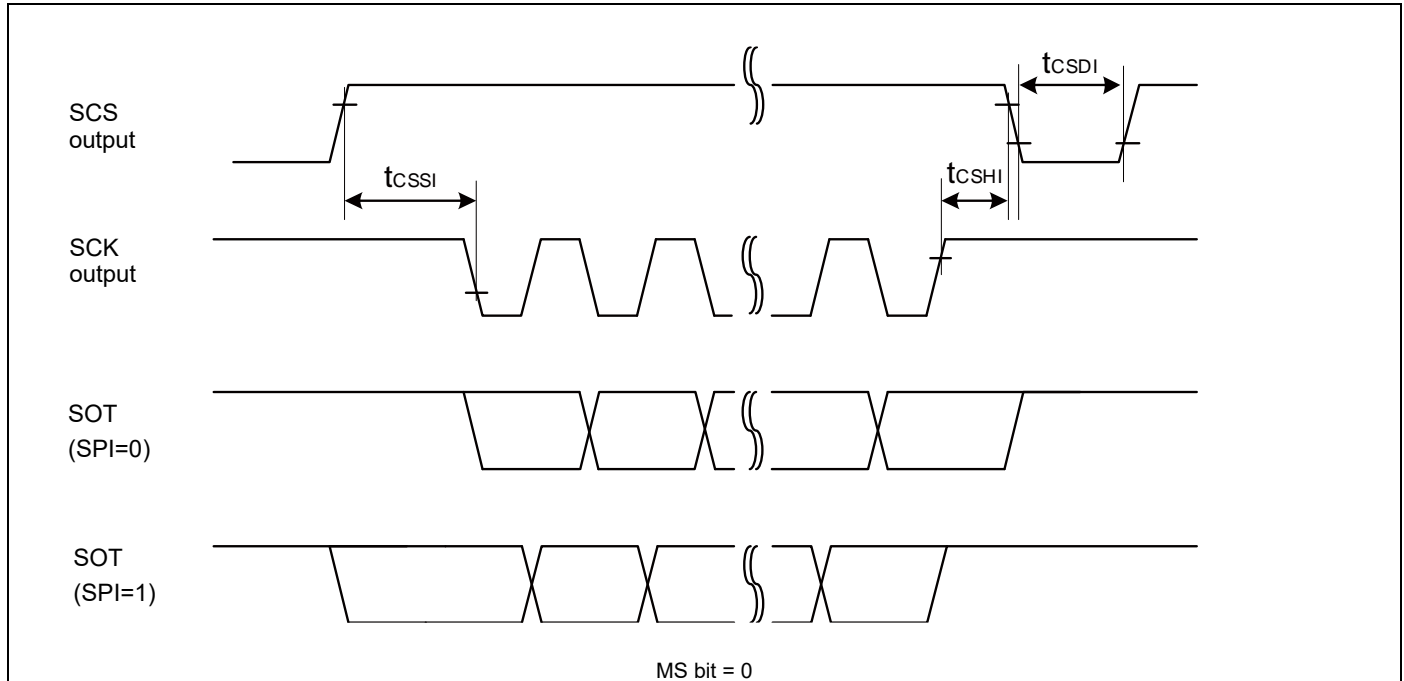 SCS
output
tCSDI
tCSSI
tCSHI
SCK
output
SOT
(SPI=0)
SOT
(SPI=1)
MS bit = 0